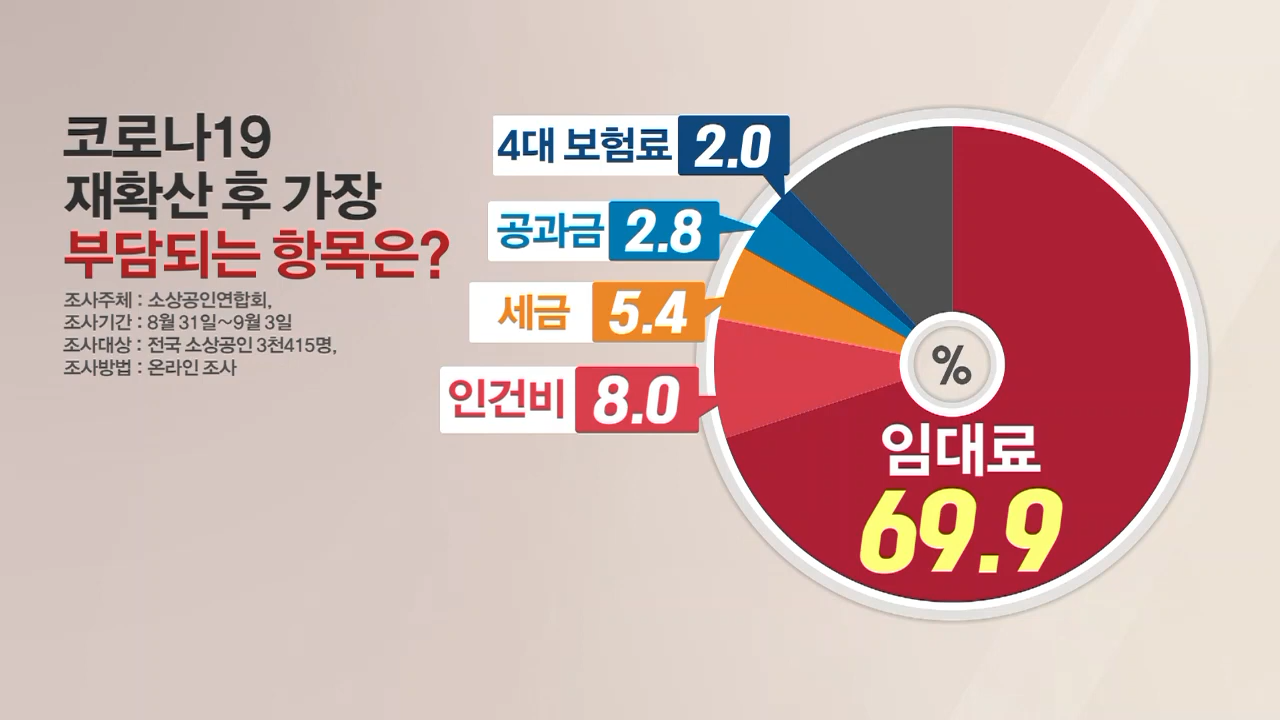 코로나19
재확산 후 가장
부담되는 항목은?
조사주체 : 소상공인연합회,
조사기간 : 8월 31일~9월 3일
조사대상 : 전국 소상공인 3천415명,
조사방법 : 온라인 조사
4대 보험료 2.0
공과금 2.8
세금 5.4
인건비 8.0
%
임대료
69.9